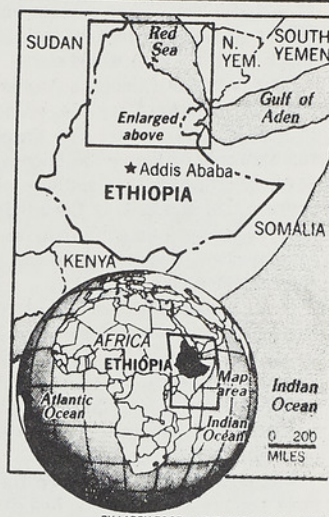 SUDAN
Red
Sea
N.
YEM.
SOUTH
YEMEN
Enlarged
above
Gulf of
Aden
★Addis Ababa
ETHIOPIA
SOMALIA
KENYA
AFRICA
ETHIOPIA
Map
area
Atlantic
Ocean
Indian
Ocean
Indian
Ocean
0 200
MILES